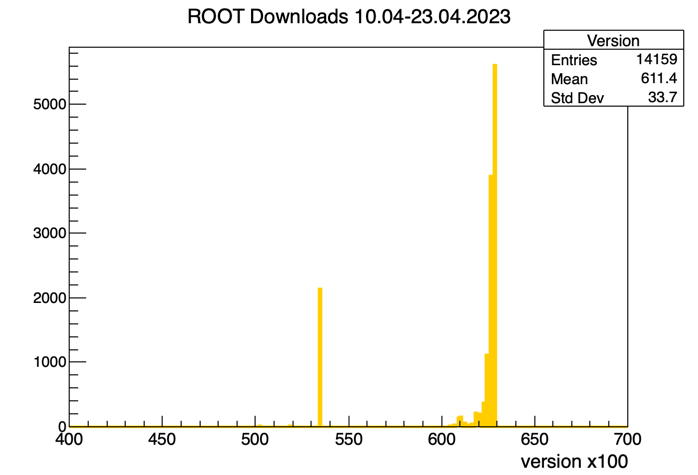 ROOT Downloads 10.04-23.04.2023
Version
Entries 14159
Mean 611.4
Std Dev 33.7
5000
4000
3000
2000
1000
0
400 450 500 550 600 650 700
version x100